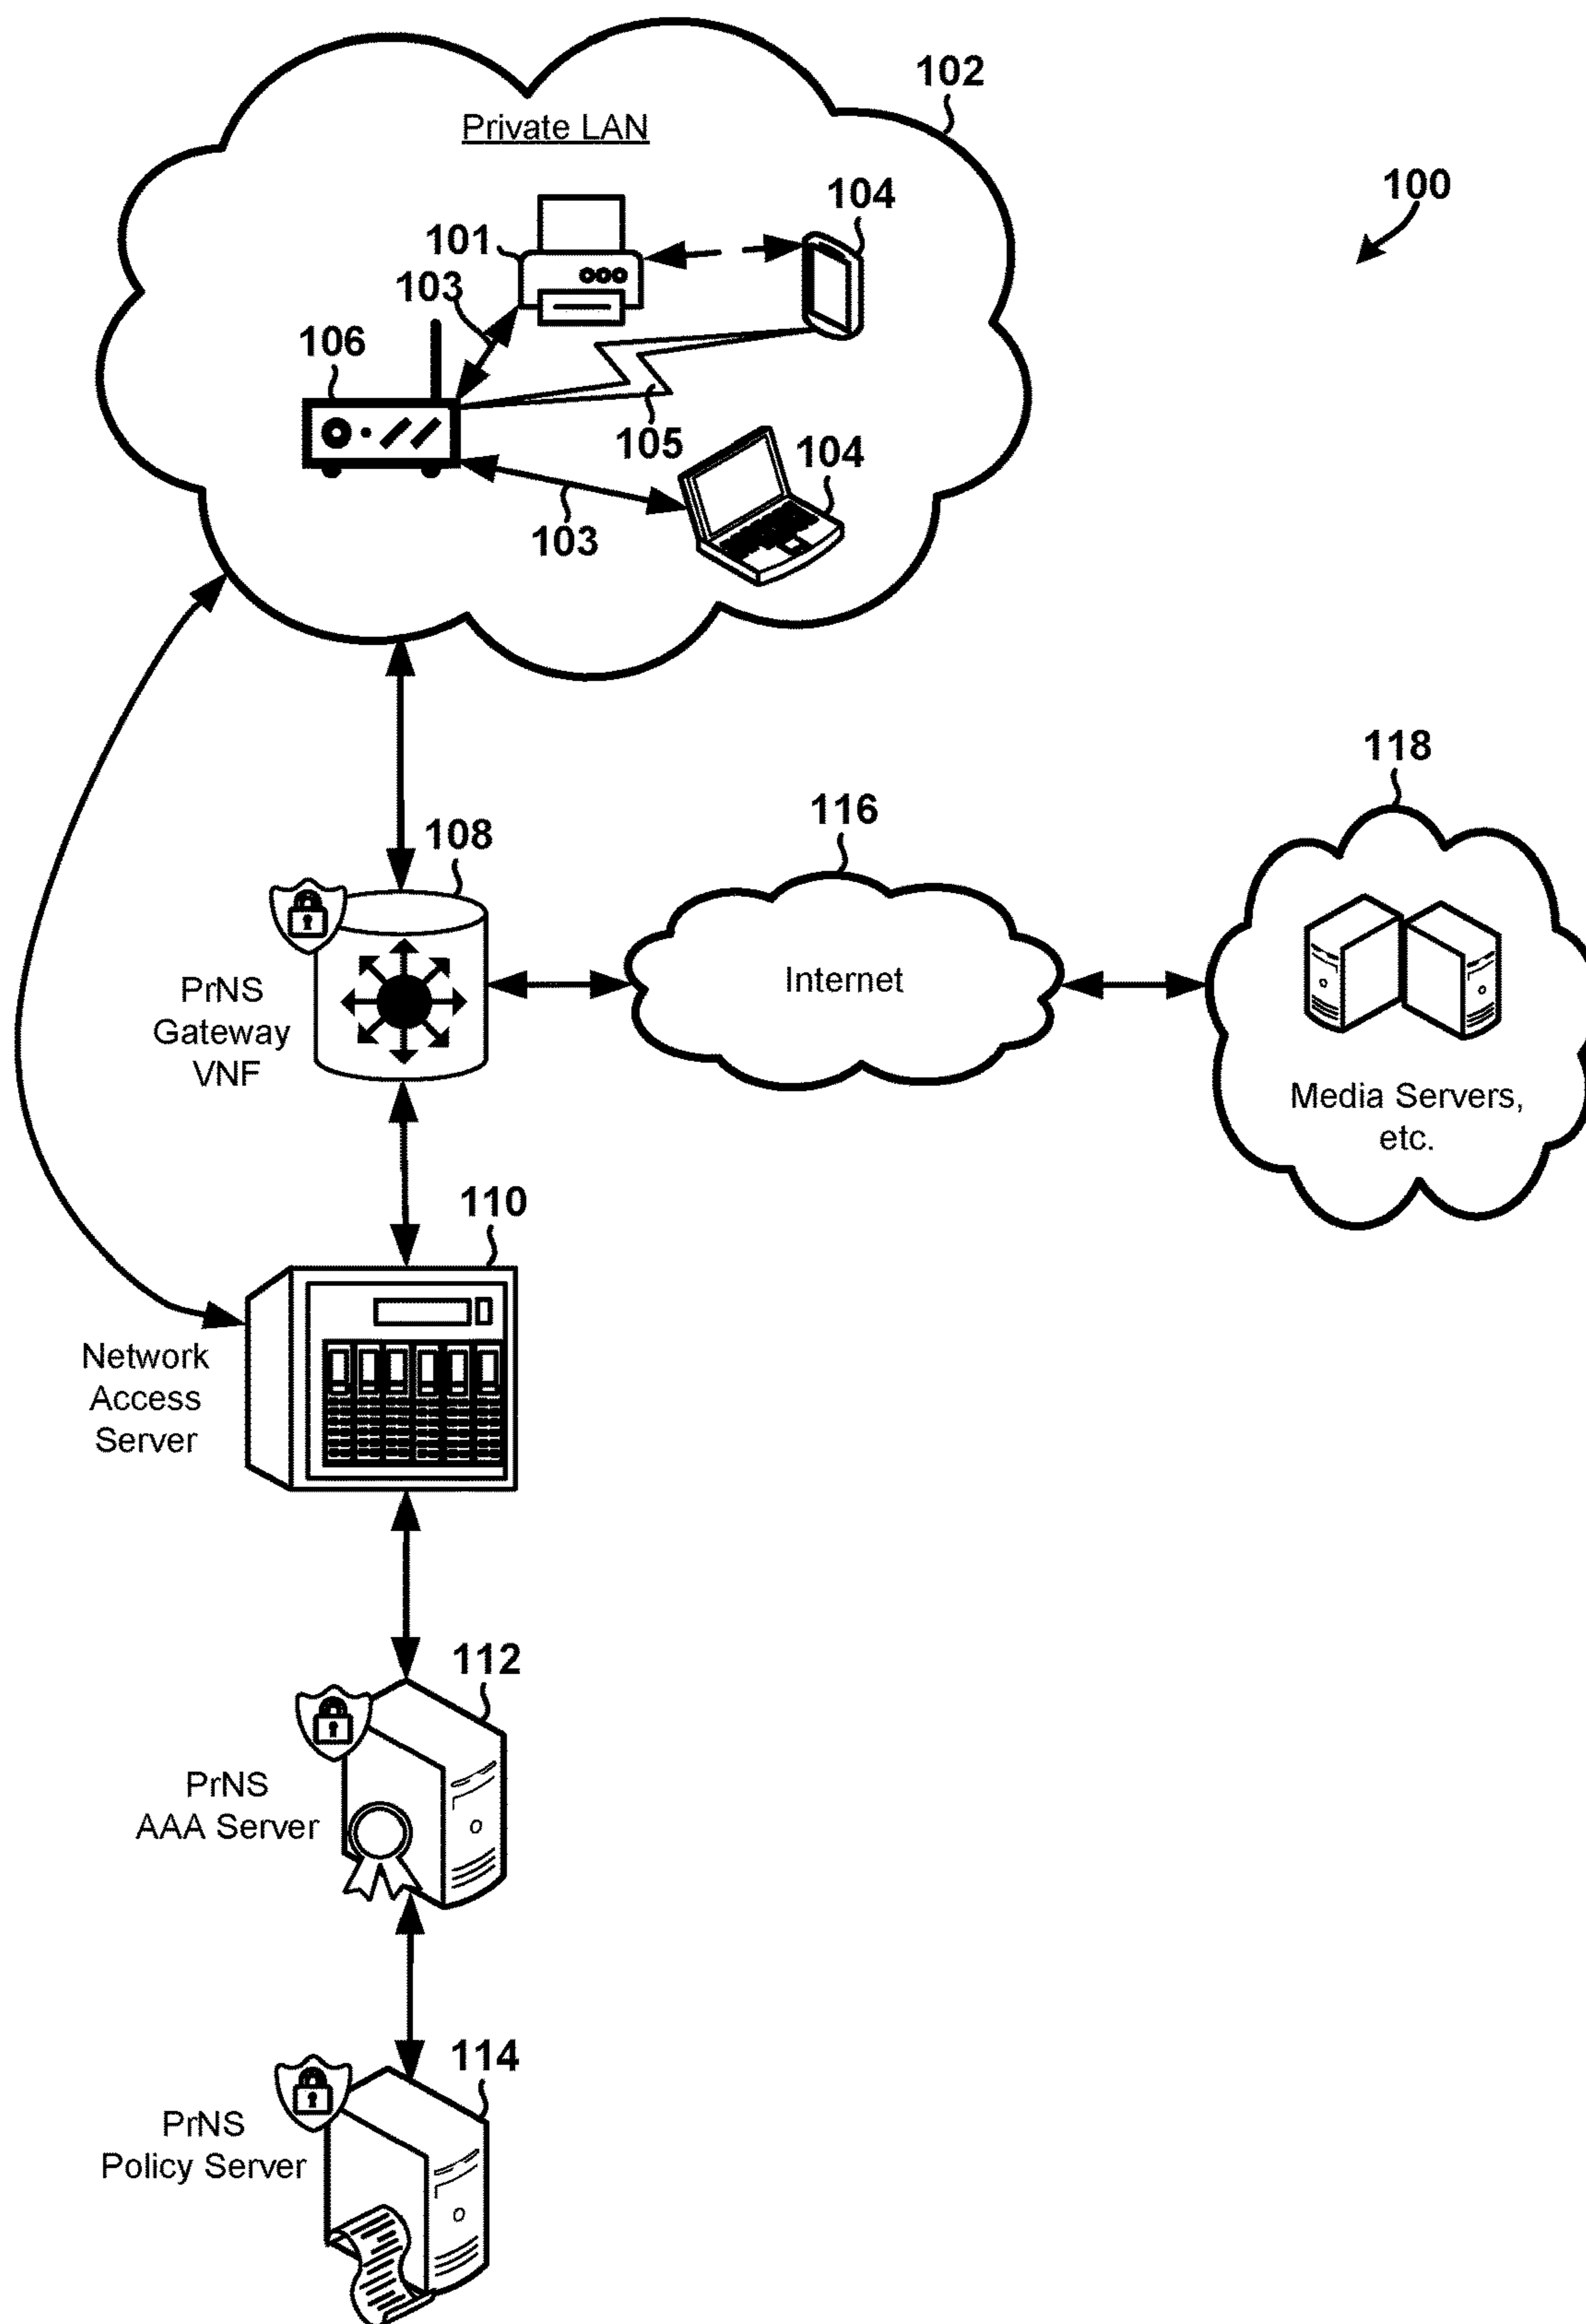 102
Private LAN
100
104
101
103
106
105
104
103
118
116
108
PrNS
Gateway
VNF
Internet
Media Servers,
etc.
110
Network
Access
Server
112
PrNS
AAA Server
114
PrNS
Policy Server